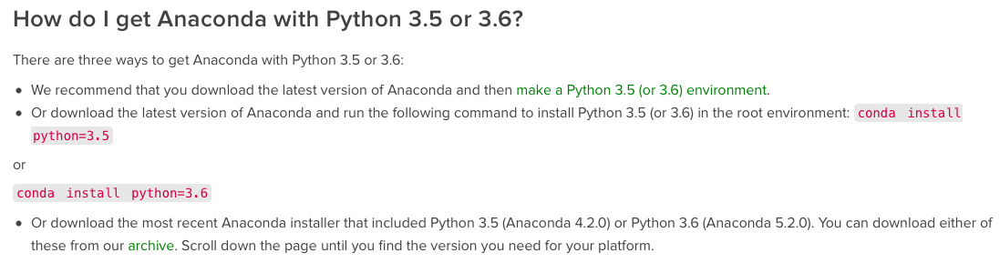 How do I get Anaconda with Python 3.5 or 3.6?
There are three ways to get Anaconda with Python 3.5 or 3.6:
• We recommend that you download the latest version of Anaconda and then make a Python 3.5 (or 3.6) environment.
• Or download the latest version of Anaconda and run the following command to install Python 3.5 (or 3.6) in the root environment: conda install
python=3.5
or
conda install python=3.6
• Or download the most recent Anaconda installer that included Python 3.5 (Anaconda 4.2.0) or Python 3.6 (Anaconda 5.2.0). You can download either of
these from our archive. Scroll down the page until you find the version you need for your platform.